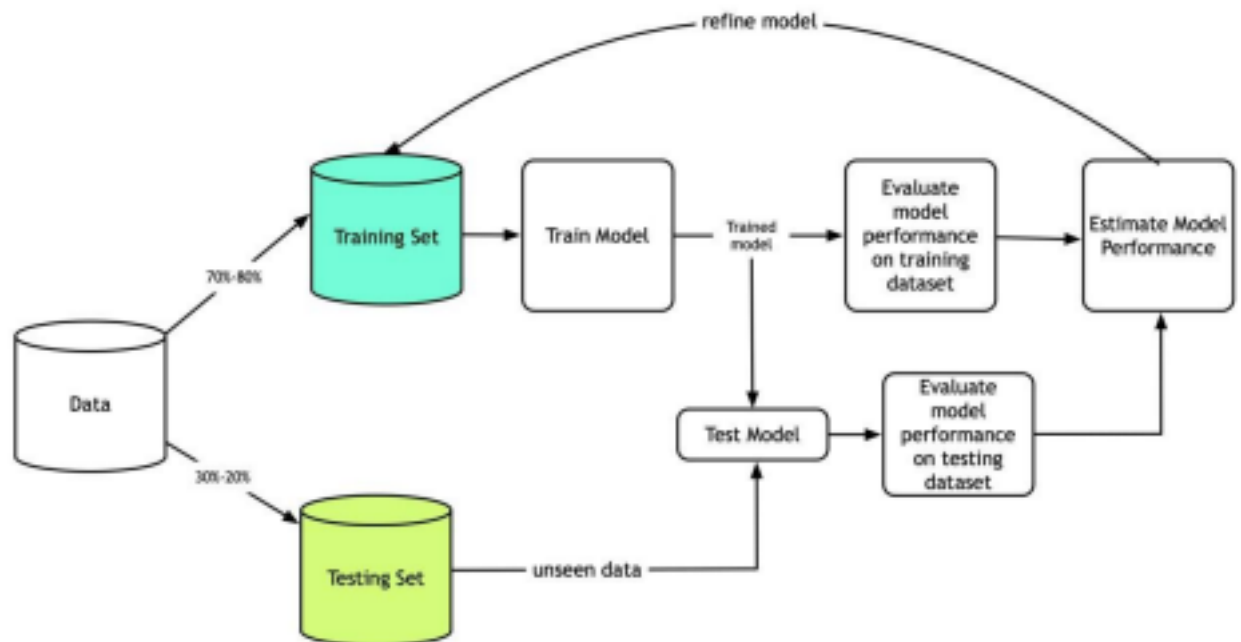 refine model
Training Set
Train Model
Trained
model
Evaluate
model
performance
on training
dataset
Estimate Model
Performance
70%-80%
Data
30%-20%
Test Model
Evaluate
model
performance
on testing
dataset
Testing Set
unseen data